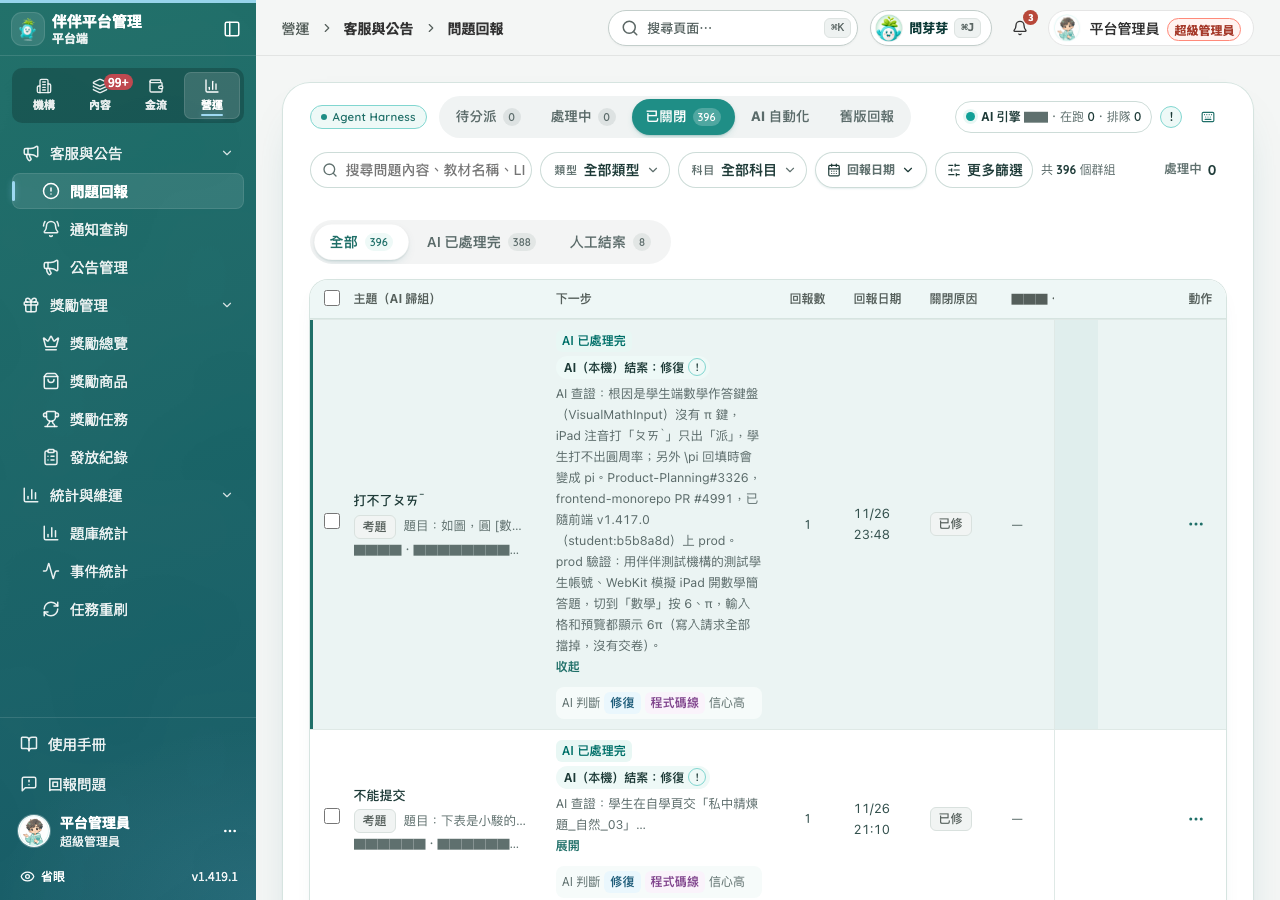 伴伴平台管理
平台端
機構
內容
99+
金流
營運
客服與公告
問題回報
通知查詢
公告管理
獎勵管理
獎勵總覽
獎勵商品
獎勵任務
發放紀錄
統計與維運
題庫統計
事件統計
任務重刷
使用手冊
回報問題
平台管理員
超級管理員
省眼
v1.419.1
營運 > 客服與公告 > 問題回報
搜尋頁面… ⌘K
問芽芽 ⌘J
3
平台管理員 超級管理員
Agent Harness
待分派 0
處理中 0
已關閉 396
AI 自動化
舊版回報
AI 引擎 · 在跑 0 · 排隊 0
搜尋問題內容、教材名稱、LI
類型 全部類型
科目 全部科目
回報日期
更多篩選
共 396 個群組
處理中 0
全部 396
AI 已處理完 388
人工結案 8
主題（AI 歸組） 下一步 回報數 回報日期 關閉原因 · 動作
打不了ㄆㄞˉ
考題 題目：如圖，圓 [數…
· …
AI 已處理完
AI（本機）結案：修復 !
AI 查證：根因是學生端數學作答鍵盤
（VisualMathInput）沒有 π 鍵，
iPad 注音打「ㄆㄞˋ」只出「派」，學
生打不出圓周率；另外 \pi 回填時會
變成 pi。Product-Planning#3326，
frontend-monorepo PR #4991，已
隨前端 v1.417.0
（student:b5b8a8d）上 prod。
prod 驗證：用伴伴測試機構的測試學
生帳號、WebKit 模擬 iPad 開數學簡
答題，切到「數學」按 6、π，輸入
格和預覽都顯示 6π（寫入請求全部
擋掉，沒有交卷）。
收起
AI 判斷 修復 程式碼線 信心高
1
11/26
23:48
已修
—
不能提交
考題 題目：下表是小駿的…
· …
AI 已處理完
AI（本機）結案：修復 !
AI 查證：學生在自學頁交「私中精煉
題_自然_03」…
展開
AI 判斷 修復 程式碼線 信心高
1
11/26
21:10
已修
—